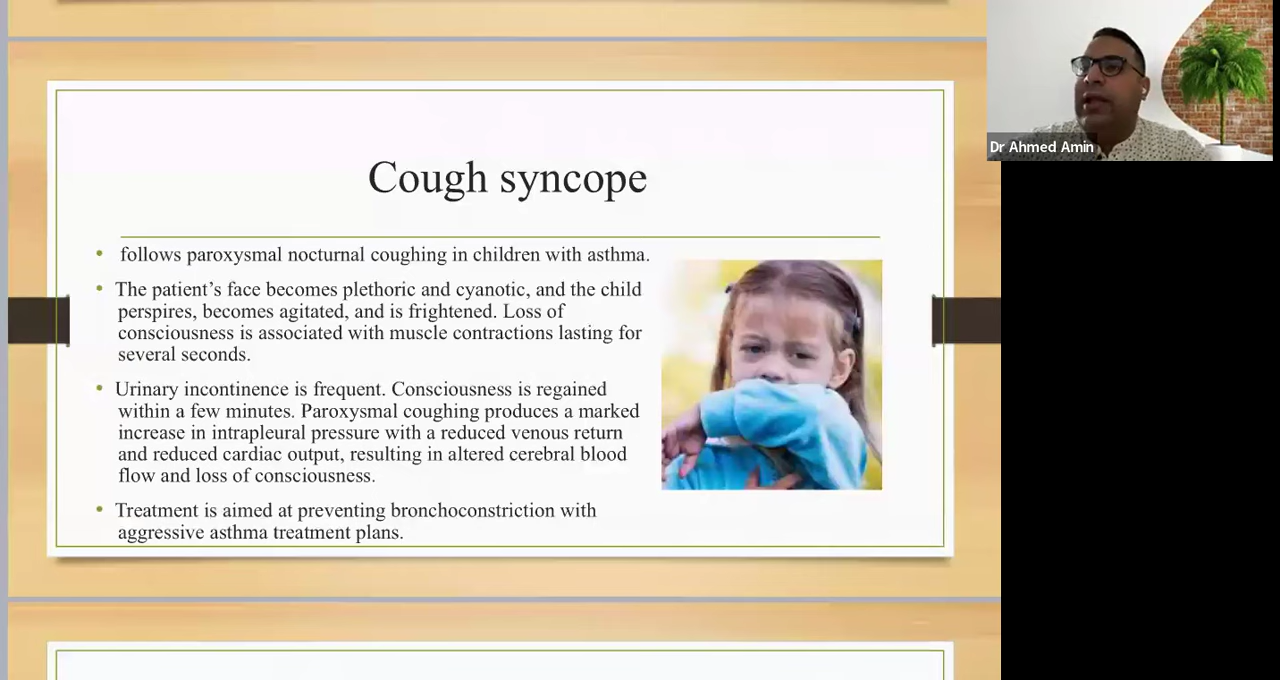 Cough syncope
• follows paroxysmal nocturnal coughing in children with asthma.
• The patient’s face becomes plethoric and cyanotic, and the child
perspires, becomes agitated, and is frightened. Loss of
consciousness is associated with muscle contractions lasting for
several seconds.
• Urinary incontinence is frequent. Consciousness is regained
within a few minutes. Paroxysmal coughing produces a marked
increase in intrapleural pressure with a reduced venous return
and reduced cardiac output, resulting in altered cerebral blood
flow and loss of consciousness.
• Treatment is aimed at preventing bronchoconstriction with
aggressive asthma treatment plans.
Dr Ahmed Amin